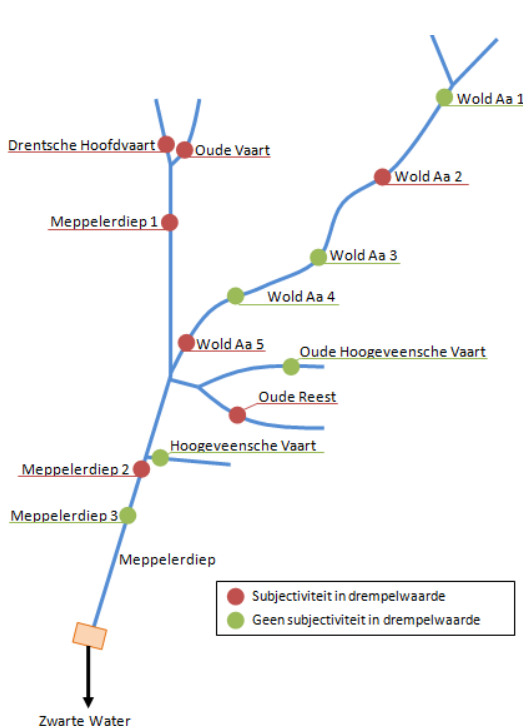 Wold Aa 1
Drentsche Hoofdvaart
Oude Vaart
Wold Aa 2
Meppelerdiep 1
Wold Aa 3
Wold Aa 4
Wold Aa 5
Oude Hoogeveensche Vaart
Oude Reest
Hoogeveensche Vaart
Meppelerdiep 2
Meppelerdiep 3
Meppelerdiep
Subjectiviteit in drempelwaarde
Geen subjectiviteit in drempelwaarde
Zwarte Water